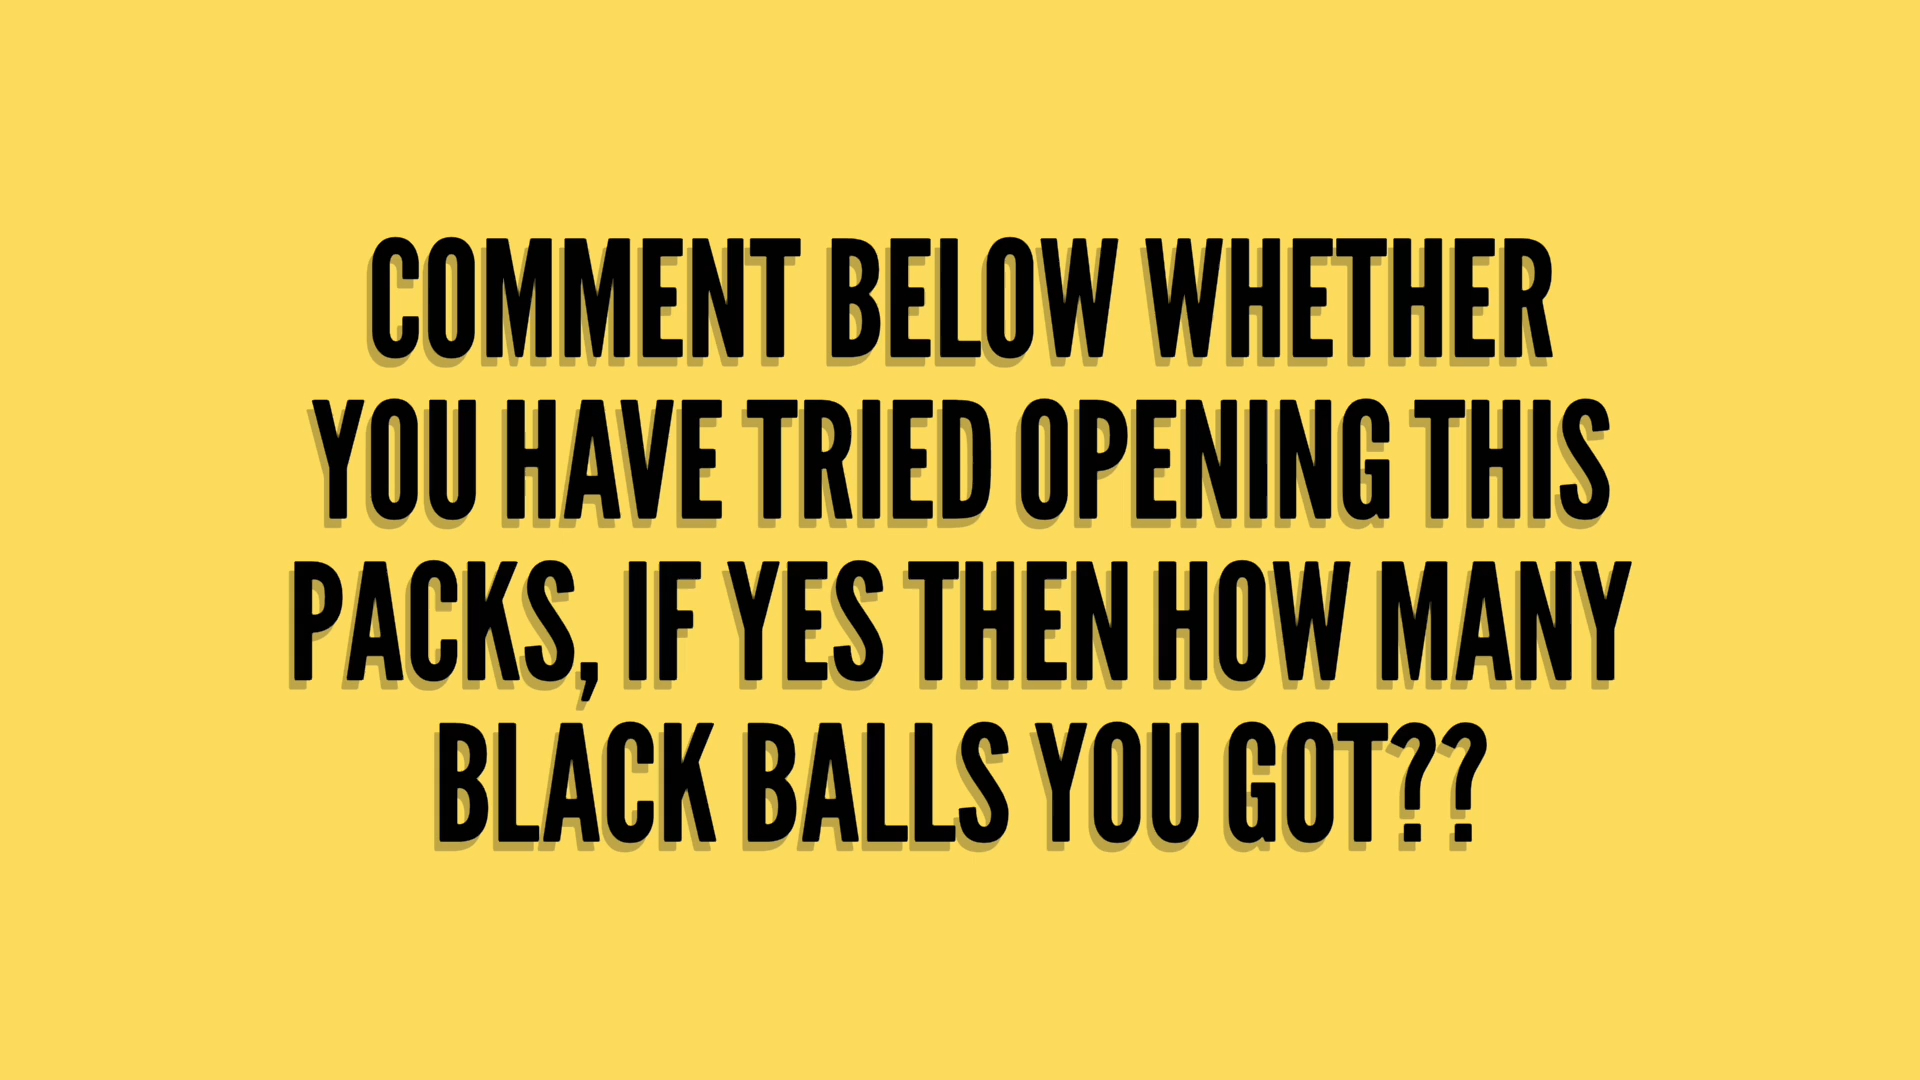 COMMENT BELOW WHETHER
YOU HAVE TRIED OPENING THIS
PACKS, IF YES THEN HOW MANY
BLACK BALLS YOU GOT??